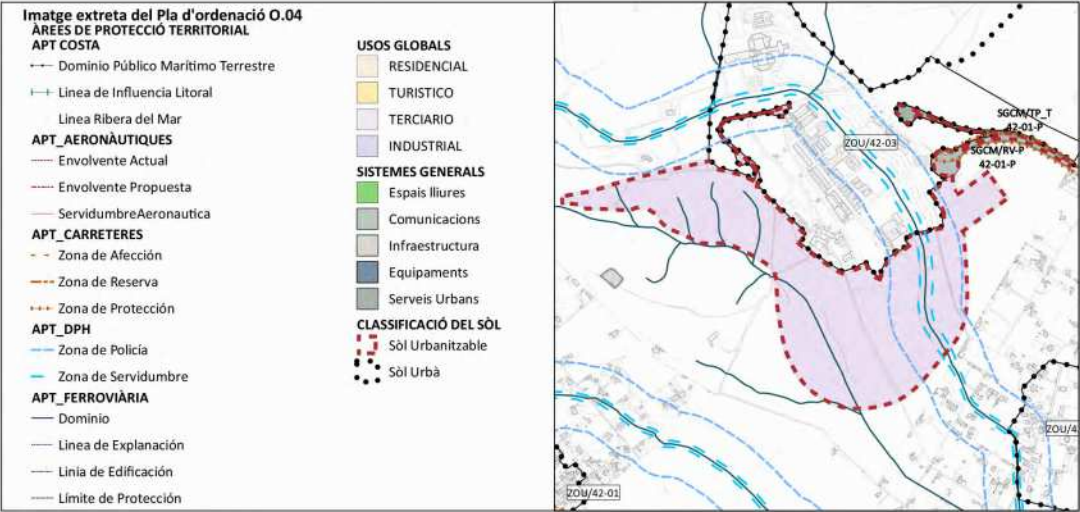 Imatge extreta del Pla d'ordenació O.04
ÀREES DE PROTECCIÓ TERRITORIAL
APT COSTA
Dominio Público Marítimo Terrestre
Linea de Influencia Litoral
Linea Ribera del Mar
APT_AERONÀUTIQUES
Envolvente Actual
Envolvente Propuesta
ServidumbreAeronautica
APT_CARRETERES
Zona de Afección
Zona de Reserva
Zona de Protección
APT_DPH
Zona de Policía
Zona de Servidumbre
APT_FERROVIÀRIA
Dominio
Linea de Explanación
Linia de Edificación
Límite de Protección
USOS GLOBALS
RESIDENCIAL
TURISTICO
TERCIARIO
INDUSTRIAL
SISTEMES GENERALS
Espais lliures
Comunicacions
Infraestructura
Equipaments
Serveis Urbans
CLASSIFICACIÓ DEL SÒL
Sòl Urbanitzable
Sòl Urbà
SGCM/TP_T
42-01-P
ZOU/42-03
SGCM/RV-P
42-01-P
ZOU/4
ZOU/42-01